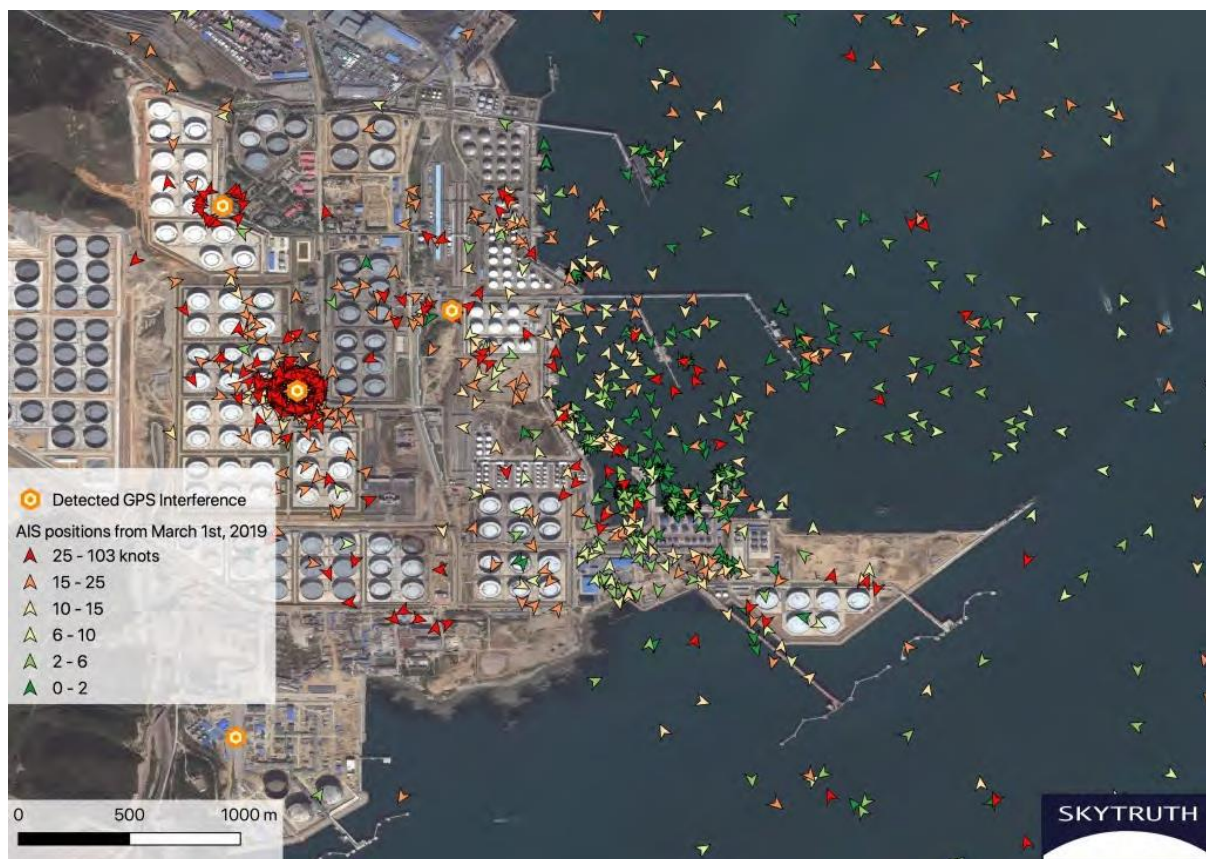 Detected GPS Interference
AIS positions from March 1st, 2019
25 - 103 knots
15 - 25
10 - 15
6 - 10
2 - 6
0 - 2
0 500 1000 m
SKYTRUTH